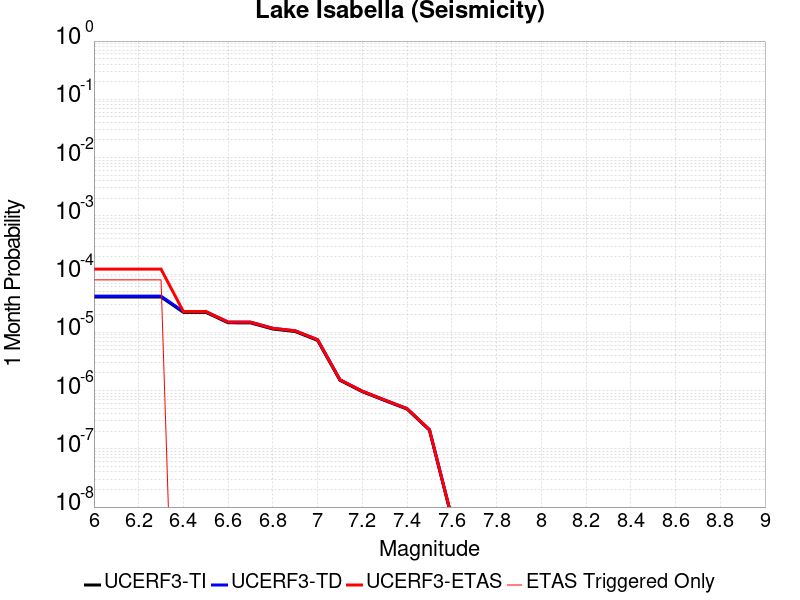 Lake Isabella (Seismicity)
10^0
10^-1
10^-2
10^-3
10^-4
10^-5
10^-6
10^-7
10^-8
1 Month Probability
6 6.2 6.4 6.6 6.8 7 7.2 7.4 7.6 7.8 8 8.2 8.4 8.6 8.8 9
Magnitude
UCERF3-TI UCERF3-TD UCERF3-ETAS ETAS Triggered Only